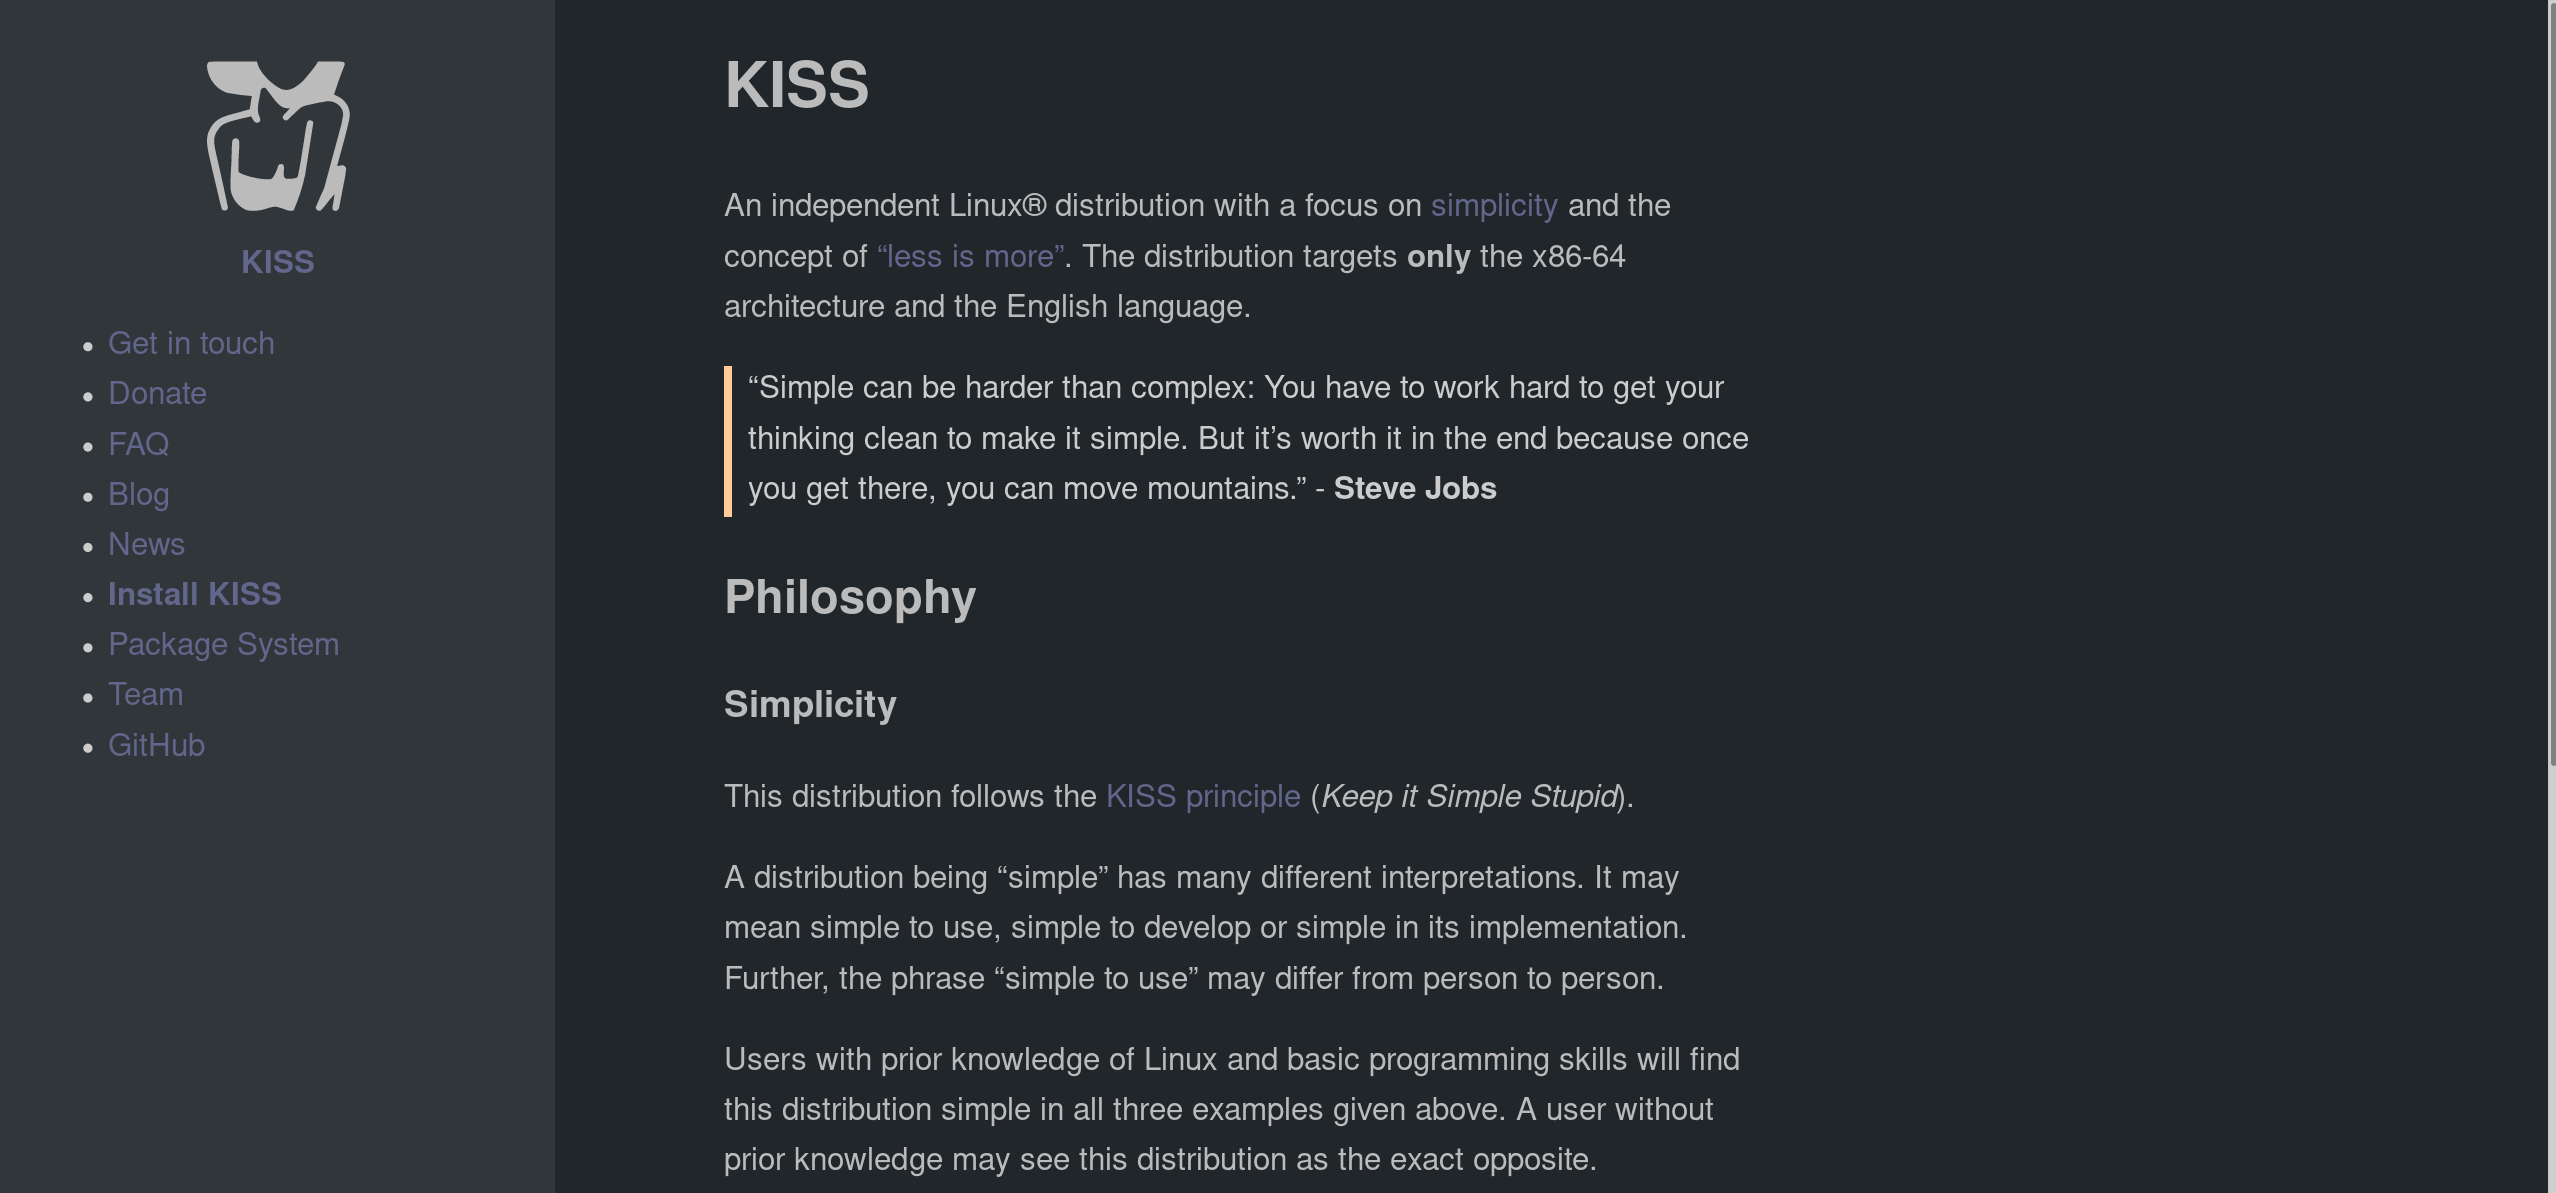 KISS
Get in touch
Donate
FAQ
Blog
News
Install KISS
Package System
Team
GitHub
KISS
An independent Linux® distribution with a focus on simplicity and the
concept of “less is more”. The distribution targets only the x86-64
architecture and the English language.
“Simple can be harder than complex: You have to work hard to get your
thinking clean to make it simple. But it’s worth it in the end because once
you get there, you can move mountains.” - Steve Jobs
Philosophy
Simplicity
This distribution follows the KISS principle (Keep it Simple Stupid).
A distribution being “simple” has many different interpretations. It may
mean simple to use, simple to develop or simple in its implementation.
Further, the phrase “simple to use” may differ from person to person.
Users with prior knowledge of Linux and basic programming skills will find
this distribution simple in all three examples given above. A user without
prior knowledge may see this distribution as the exact opposite.